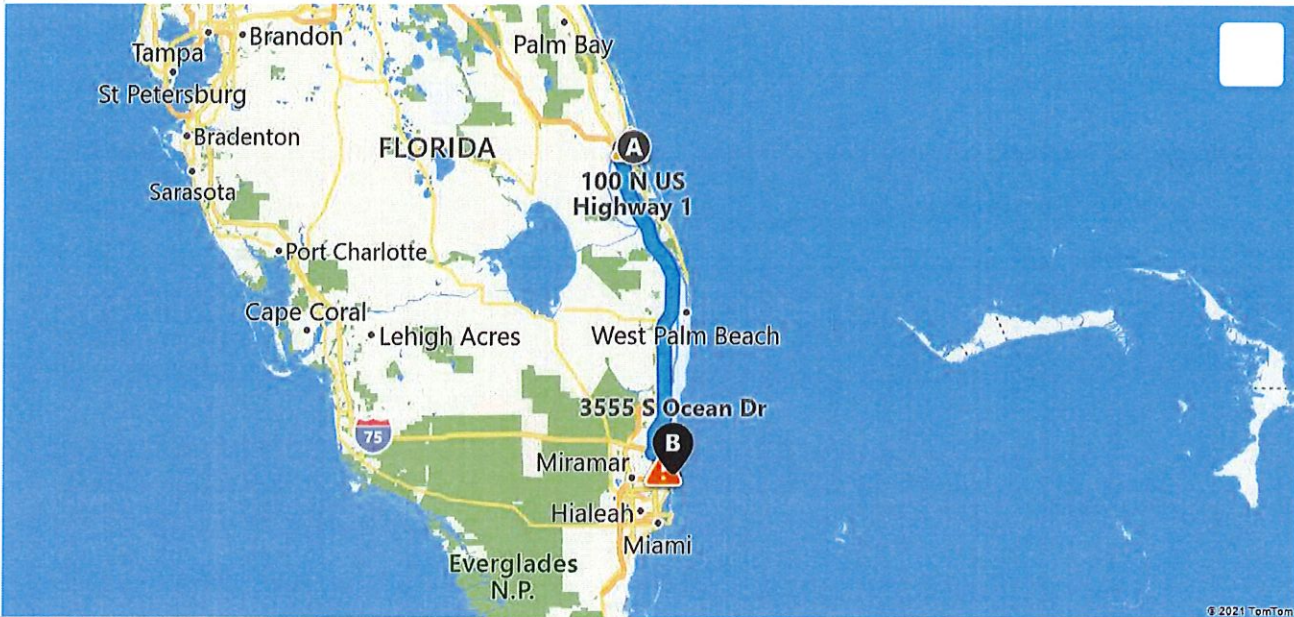 Brandon
Tampa
Palm Bay
St Petersburg
Bradenton
A
FLORIDA
100 N US
Highway 1
Sarasota
Port Charlotte
Cape Coral
Lehigh Acres
West Palm Beach
3555 S Ocean Dr
75
B
Miramar
Hialeah
Miami
Everglades
N.P.
© 2021 TomTom